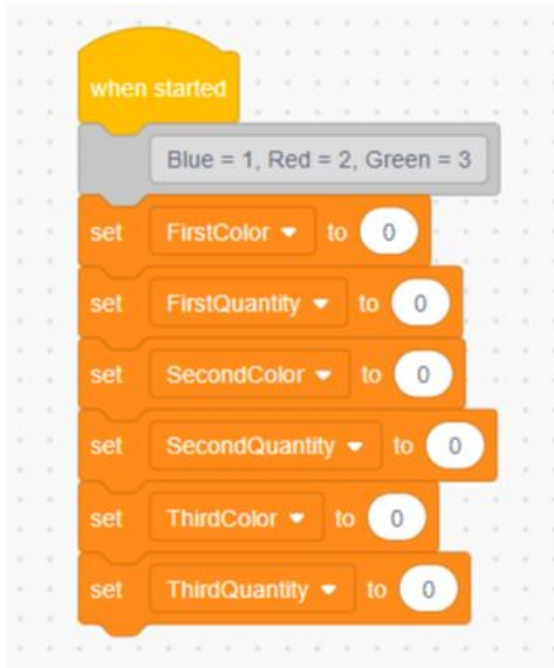 when started
Blue = 1, Red = 2, Green = 3
set FirstColor to 0
set FirstQuantity to 0
set SecondColor to 0
set SecondQuantity to 0
set ThirdColor to 0
set ThirdQuantity to 0